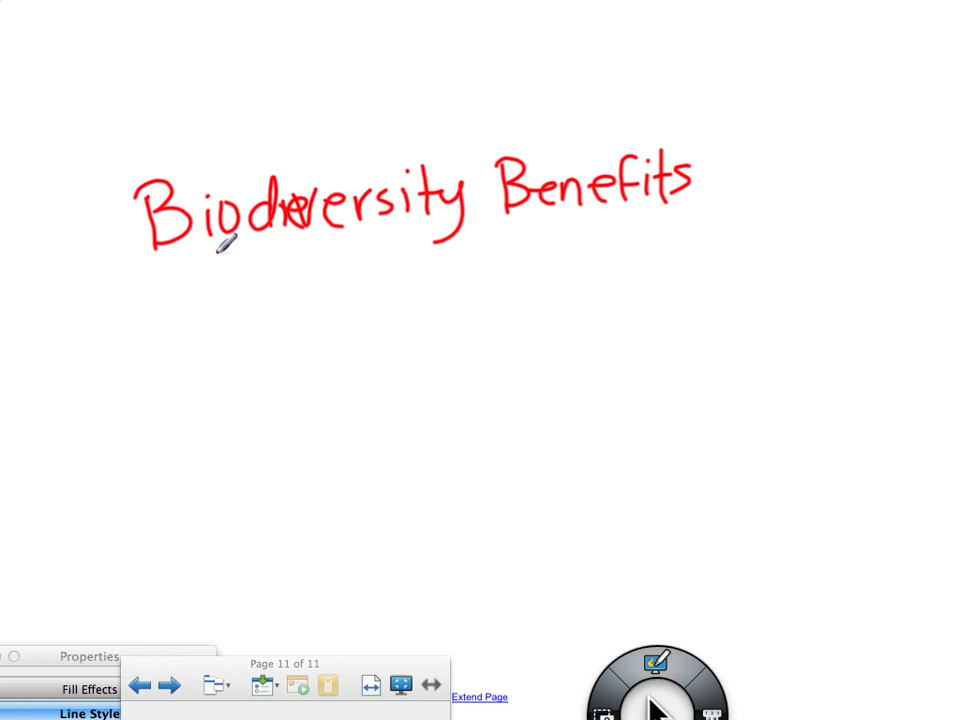 Biodiversity Benefits
Properties
Page 11 of 11
Fill Effects
Extend Page
Line Style